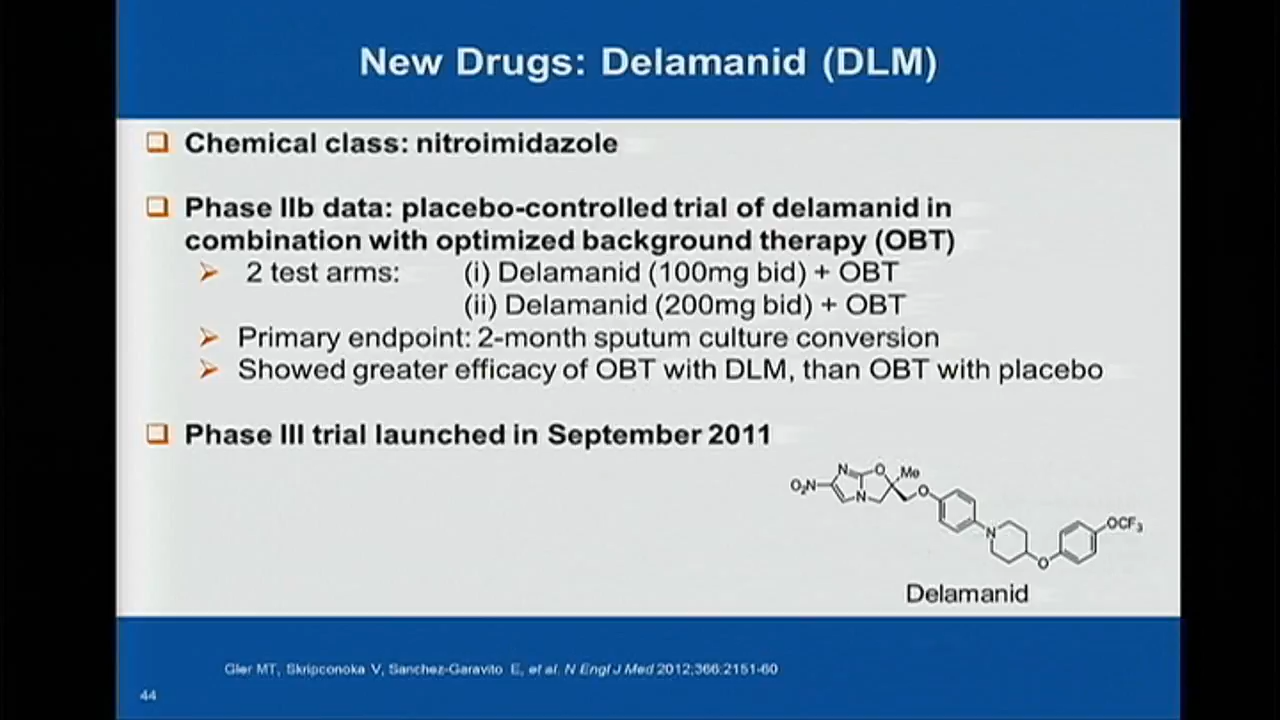 New Drugs: Delamanid (DLM)
Chemical class: nitroimidazole
Phase IIb data: placebo-controlled trial of delamanid in
combination with optimized background therapy (OBT)
2 test arms: (i) Delamanid (100mg bid) + OBT
(ii) Delamanid (200mg bid) + OBT
Primary endpoint: 2-month sputum culture conversion
Showed greater efficacy of OBT with DLM, than OBT with placebo
Phase III trial launched in September 2011
N O Me
O₂N N O
N OCF₃
O
Delamanid
Gler MT, Skripconoka V, Sanchez-Garavito E, et al. N Engl J Med 2012;366:2151-60
44